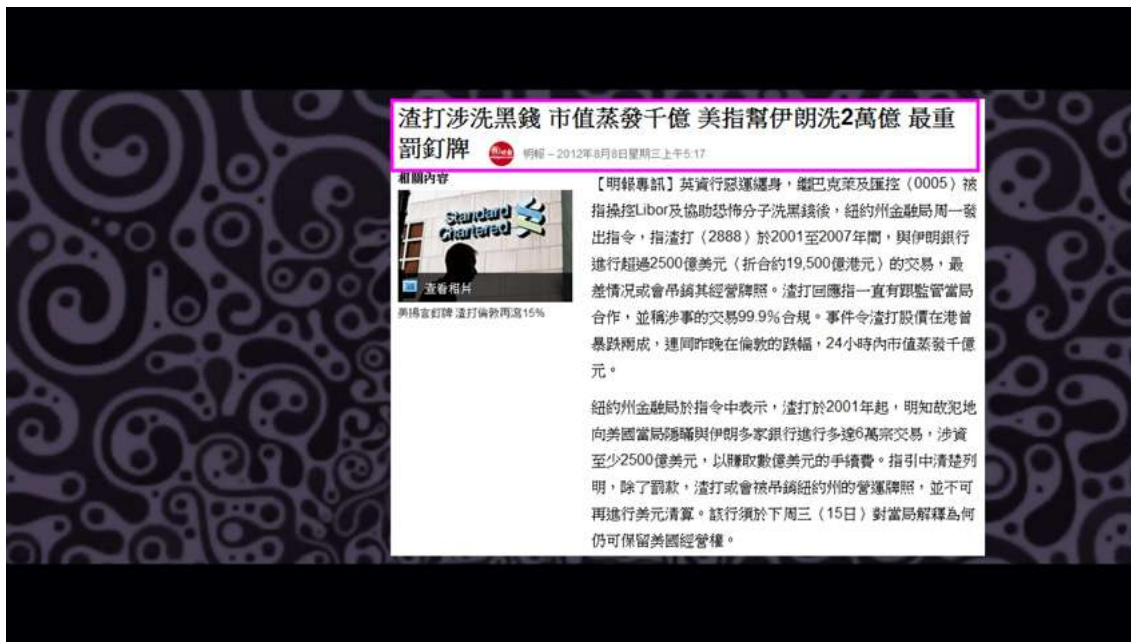 渣打涉洗黑錢 市值蒸發千億 美指幫伊朗洗2萬億 最重
罰釘牌 明報 – 2012年8月8日星期三上午5:17
相關內容
Standard
Chartered
查看相片
美揚言釘牌 渣打倫敦再瀉15%
【明報專訊】英資行惡運纏身，繼巴克萊及匯控（0005）被
指操控Libor及協助恐怖分子洗黑錢後，紐約州金融局周一發
出指令，指渣打（2888）於2001至2007年間，與伊朗銀行
進行超過2500億美元（折合約19,500億港元）的交易，最
差情況或會吊銷其經營牌照。渣打回應指一直有跟監管當局
合作，並稱涉事的交易99.9%合規。事件令渣打股價在港曾
暴跌兩成，連同昨晚在倫敦的跌幅，24小時內市值蒸發千億
元。
紐約州金融局於指令中表示，渣打於2001年起，明知故犯地
向美國當局隱瞞與伊朗多家銀行進行多達6萬宗交易，涉資
至少2500億美元，以賺取數億美元的手續費。指引中清楚列
明，除了罰款，渣打或會被吊銷紐約州的營運牌照，並不可
再進行美元清算。該行須於下周三（15日）對當局解釋為何
仍可保留美國經營權。